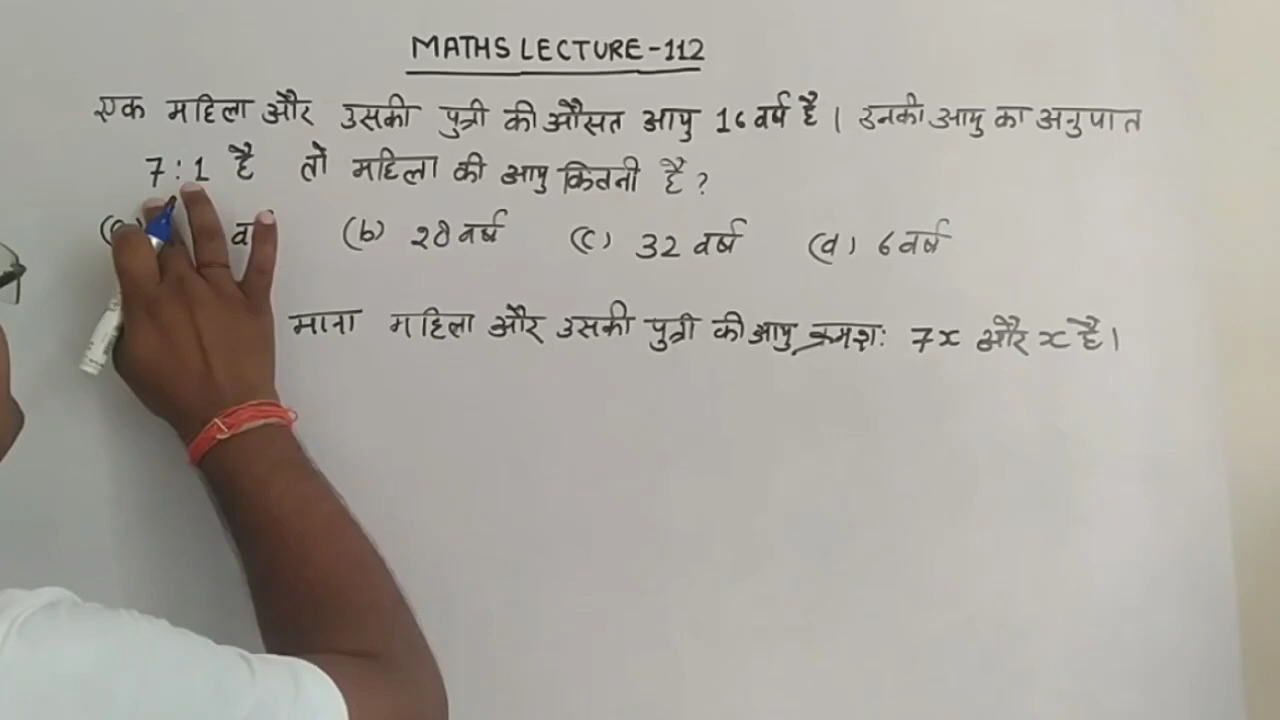 MATHS LECTURE-112
एक महिला और उसकी पुत्री की औसत आयु 16 वर्ष है। उनकी आयु का अनुपात
7:1 है तो महिला की आयु कितनी है?
(b) 28 वर्ष (c) 32 वर्ष (d) 6 वर्ष
माना महिला और उसकी पुत्री की आयु क्रमशः 7x और x है।